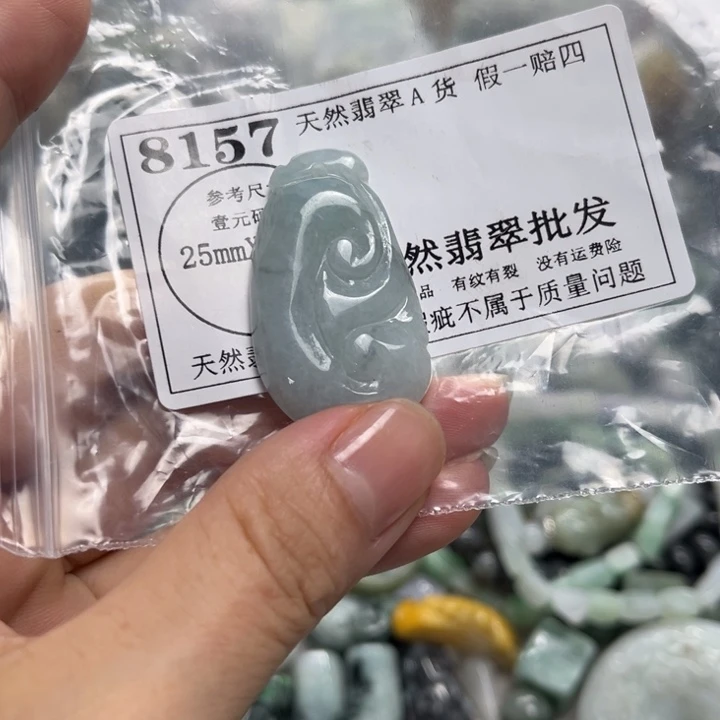 8157 天然翡翠A货 假一赔四
参考尺
壹元硬
25mm
然翡翠批发
品 有纹有裂 没有运费险
疵不属于质量问题
天然翡